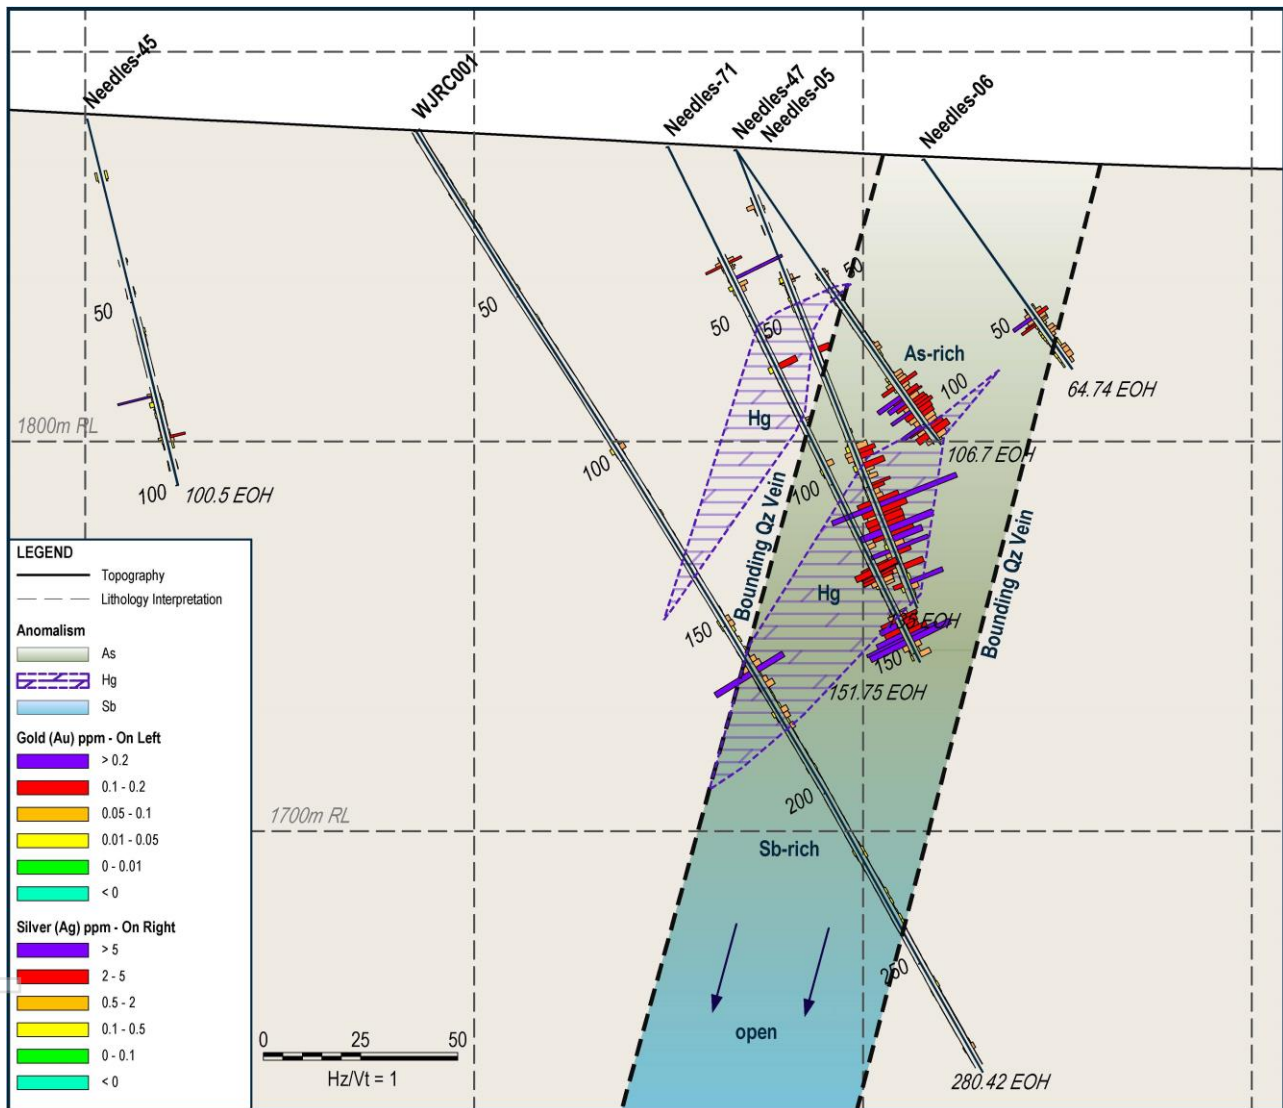 Needles-45
WJRC001
Needles-71
Needles-47
Needles-05
Needles-06
50
50
50
50
50
50
As-rich
100
64.74 EOH
Hg
1800m RL
106.7 EOH
100
100
100
100.5 EOH
Bounding Qz Vein
Bounding Qz Vein
Hg
150
EOH
150
151.75 EOH
200
1700m RL
Sb-rich
250
open
280.42 EOH
LEGEND
Topography
Lithology Interpretation
Anomalism
As
Hg
Sb
Gold (Au) ppm - On Left
> 0.2
0.1 - 0.2
0.05 - 0.1
0.01 - 0.05
0 - 0.01
< 0
Silver (Ag) ppm - On Right
> 5
2 - 5
0.5 - 2
0.1 - 0.5
0 - 0.1
< 0
0 25 50
Hz/Vt = 1